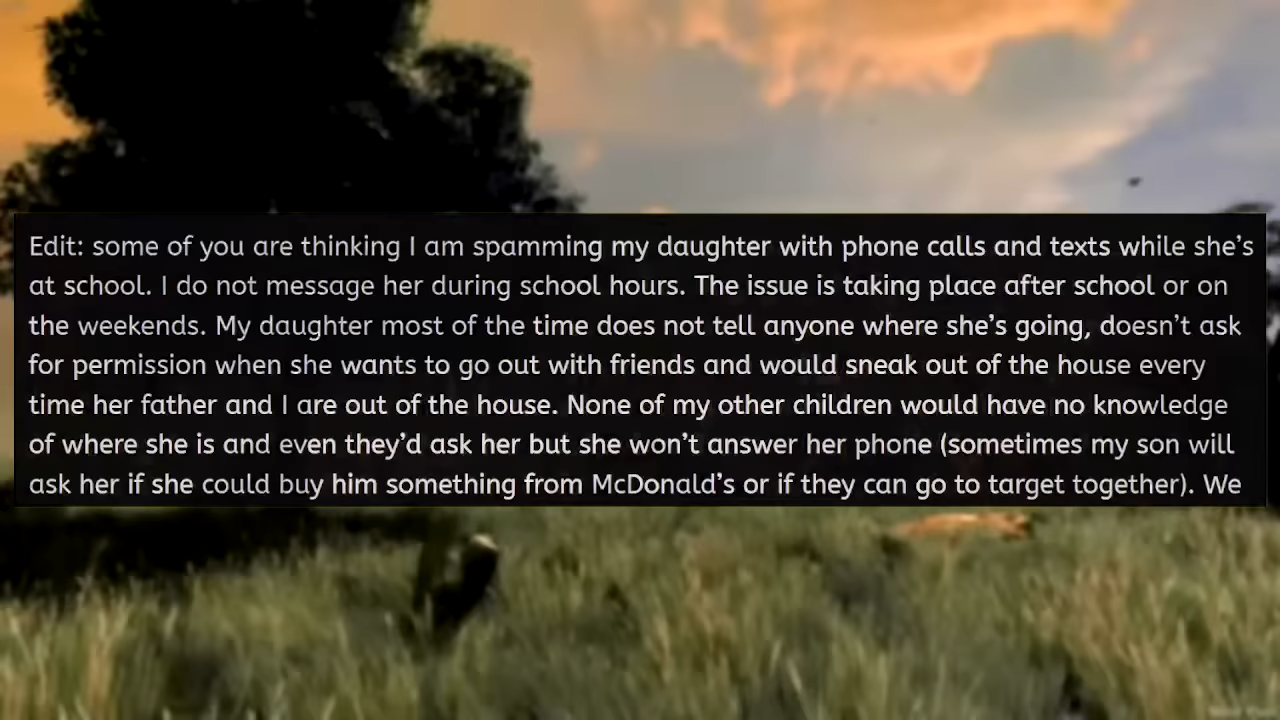 Edit: some of you are thinking I am spamming my daughter with phone calls and texts while she's
at school. I do not message her during school hours. The issue is taking place after school or on
the weekends. My daughter most of the time does not tell anyone where she's going, doesn't ask
for permission when she wants to go out with friends and would sneak out of the house every
time her father and I are out of the house. None of my other children would have no knowledge
of where she is and even they'd ask her but she won't answer her phone (sometimes my son will
ask her if she could buy him something from McDonald's or if they can go to target together). We